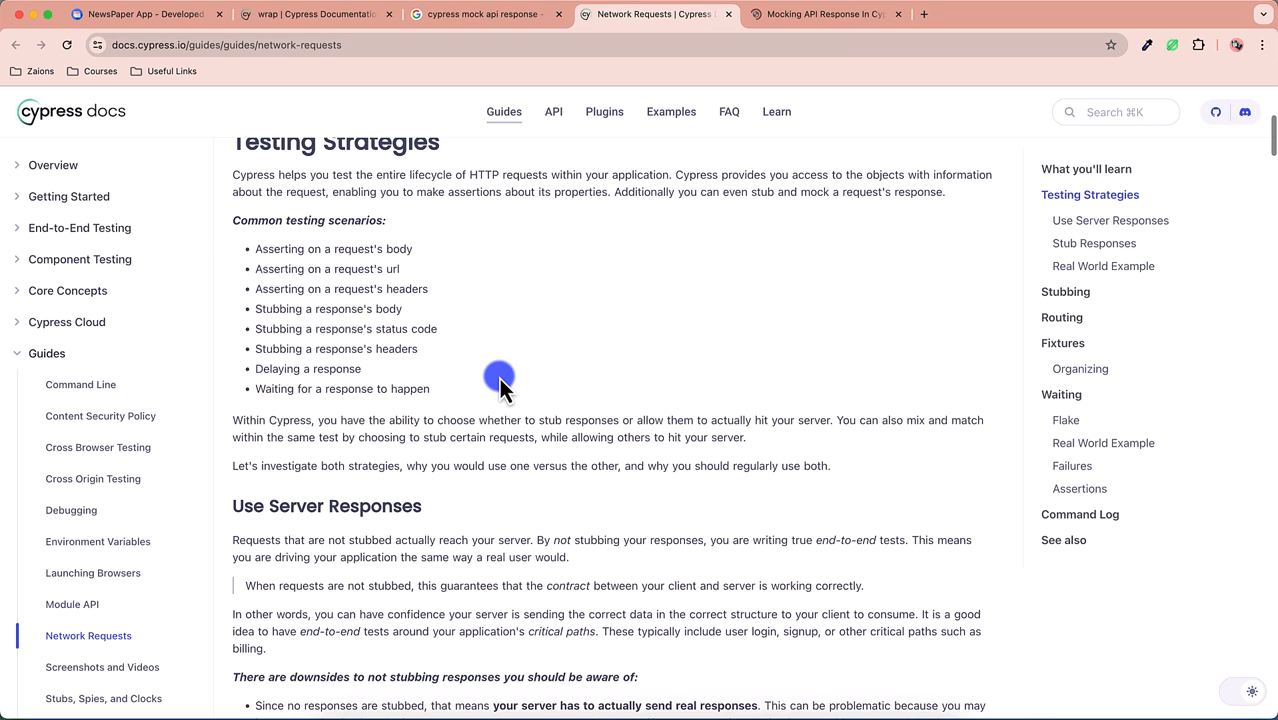 NewsPaper App - Developed
wrap | Cypress Documentatio
cypress mock api response -
Network Requests | Cypress
Mocking API Response In Cyp
docs.cypress.io/guides/guides/network-requests
Zaions
Courses
Useful Links
cypress docs
Guides
API
Plugins
Examples
FAQ
Learn
Search ⌘K
Overview
Getting Started
End-to-End Testing
Component Testing
Core Concepts
Cypress Cloud
Guides
Command Line
Content Security Policy
Cross Browser Testing
Cross Origin Testing
Debugging
Environment Variables
Launching Browsers
Module API
Network Requests
Screenshots and Videos
Stubs, Spies, and Clocks
Testing Strategies
Cypress helps you test the entire lifecycle of HTTP requests within your application. Cypress provides you access to the objects with information
about the request, enabling you to make assertions about its properties. Additionally you can even stub and mock a request's response.
Common testing scenarios:
• Asserting on a request's body
• Asserting on a request's url
• Asserting on a request's headers
• Stubbing a response's body
• Stubbing a response's status code
• Stubbing a response's headers
• Delaying a response
• Waiting for a response to happen
Within Cypress, you have the ability to choose whether to stub responses or allow them to actually hit your server. You can also mix and match
within the same test by choosing to stub certain requests, while allowing others to hit your server.
Let's investigate both strategies, why you would use one versus the other, and why you should regularly use both.
Use Server Responses
Requests that are not stubbed actually reach your server. By not stubbing your responses, you are writing true end-to-end tests. This means
you are driving your application the same way a real user would.
When requests are not stubbed, this guarantees that the contract between your client and server is working correctly.
In other words, you can have confidence your server is sending the correct data in the correct structure to your client to consume. It is a good
idea to have end-to-end tests around your application's critical paths. These typically include user login, signup, or other critical paths such as
billing.
There are downsides to not stubbing responses you should be aware of:
• Since no responses are stubbed, that means your server has to actually send real responses. This can be problematic because you may
What you'll learn
Testing Strategies
Use Server Responses
Stub Responses
Real World Example
Stubbing
Routing
Fixtures
Organizing
Waiting
Flake
Real World Example
Failures
Assertions
Command Log
See also